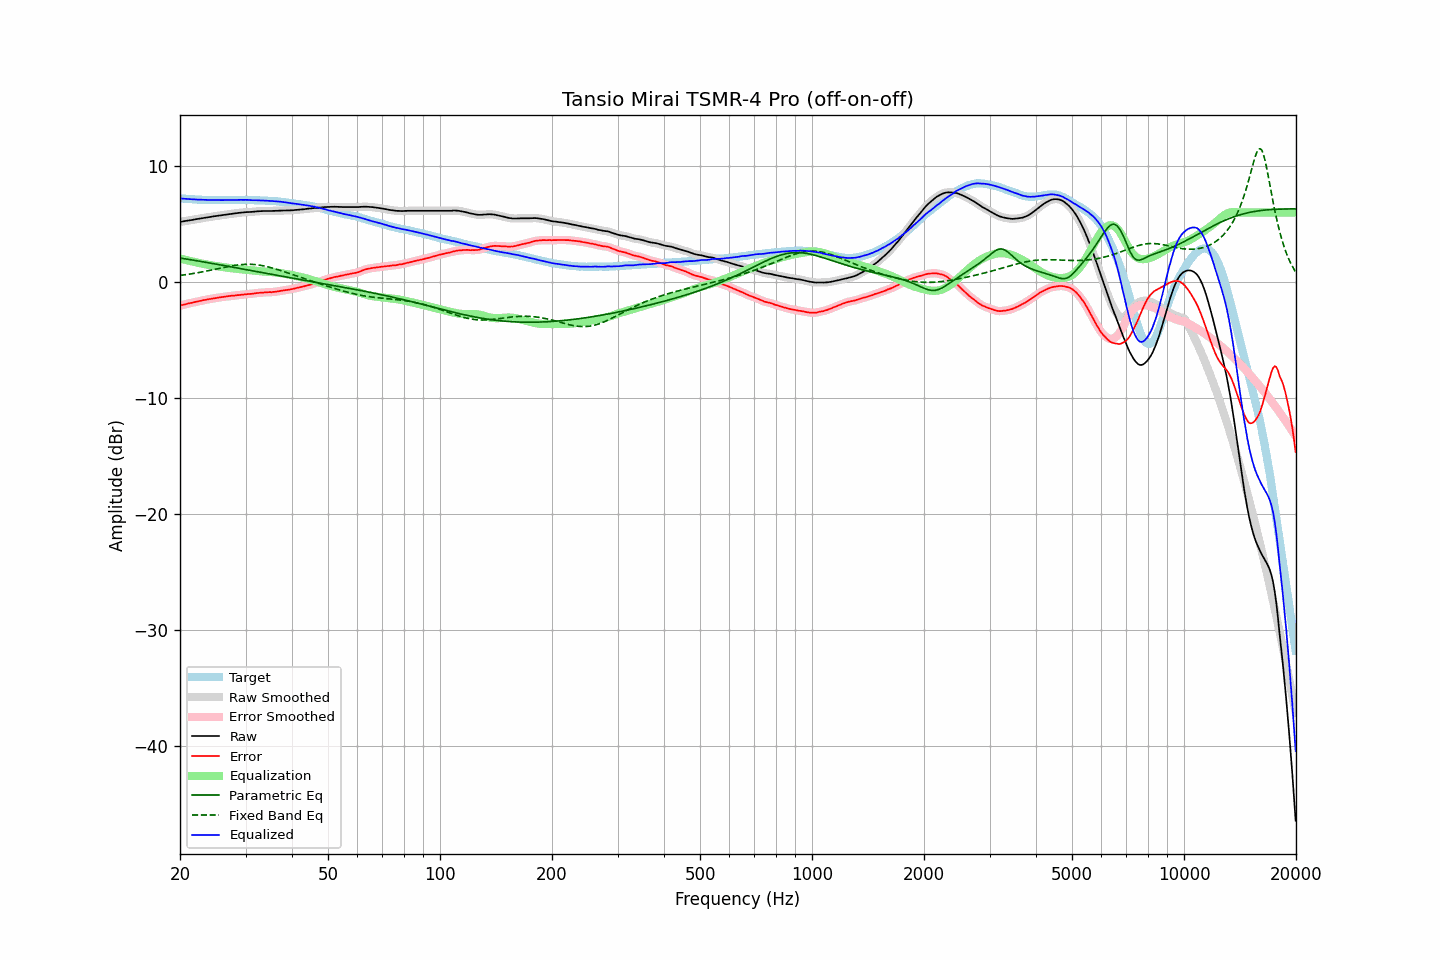 Tansio Mirai TSMR-4 Pro (off-on-off)
10
0
−10
−20
−30
−40
Amplitude (dBr)
Target
Raw Smoothed
Error Smoothed
Raw
Error
Equalization
Parametric Eq
Fixed Band Eq
Equalized
20 50 100 200 500 1000 2000 5000 10000 20000
Frequency (Hz)